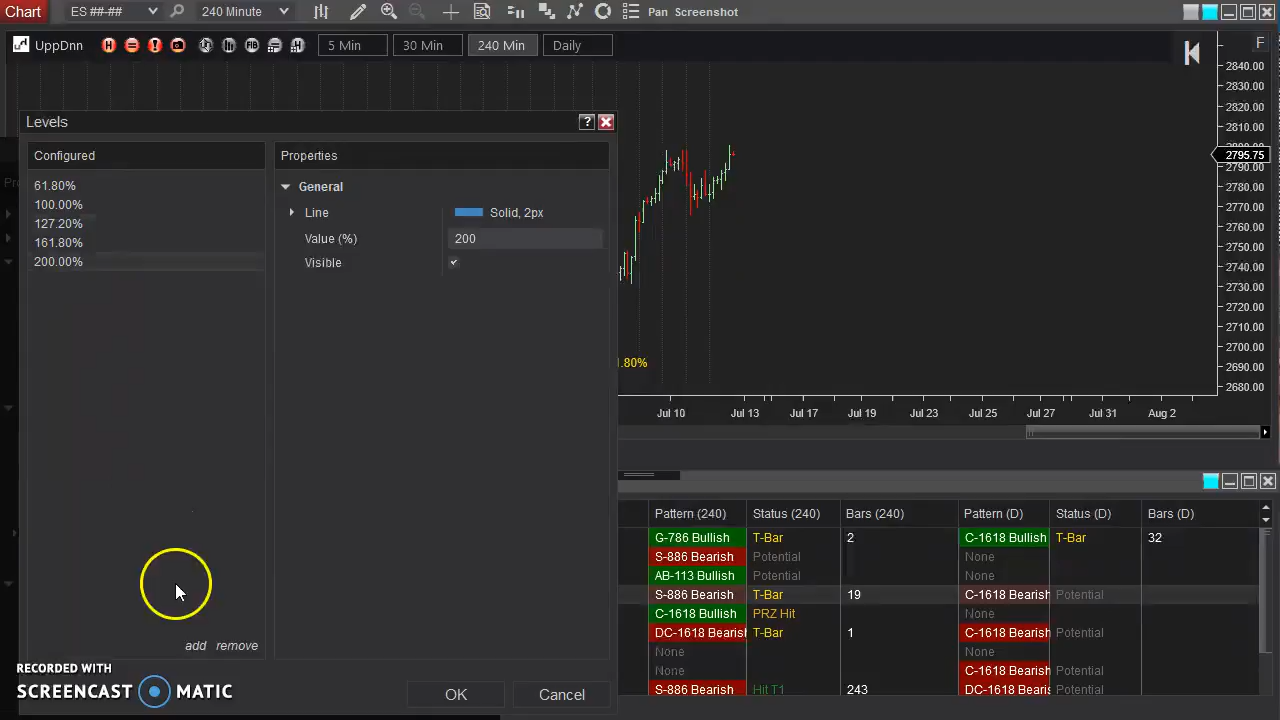 Chart ES ##-## 240 Minute Pan Screenshot
UppDnn H FIB 5 Min 30 Min 240 Min Daily F
2840.00
2830.00
2820.00
2810.00
2795.75
2780.00
2770.00
2760.00
2750.00
2740.00
2730.00
2720.00
2710.00
2700.00
2690.00
2680.00
Levels ?
Configured
61.80%
100.00%
127.20%
161.80%
200.00%
add remove
Properties
General
Line Solid, 2px
Value (%) 200
Visible
OK Cancel
.80%
Jul 10 Jul 13 Jul 17 Jul 19 Jul 23 Jul 25 Jul 27 Jul 31 Aug 2
Pattern (240) Status (240) Bars (240) Pattern (D) Status (D) Bars (D)
G-786 Bullish T-Bar 2 C-1618 Bullish T-Bar 32
S-886 Bearish Potential None
AB-113 Bullish Potential None
S-886 Bearish T-Bar 19 C-1618 Bearish Potential
C-1618 Bullish PRZ Hit None
DC-1618 Bearish T-Bar 1 C-1618 Bearish Potential
None None
None C-1618 Bearish Potential
S-886 Bearish Hit T1 243 DC-1618 Bearis Potential
RECORDED WITH
SCREENCAST MATIC